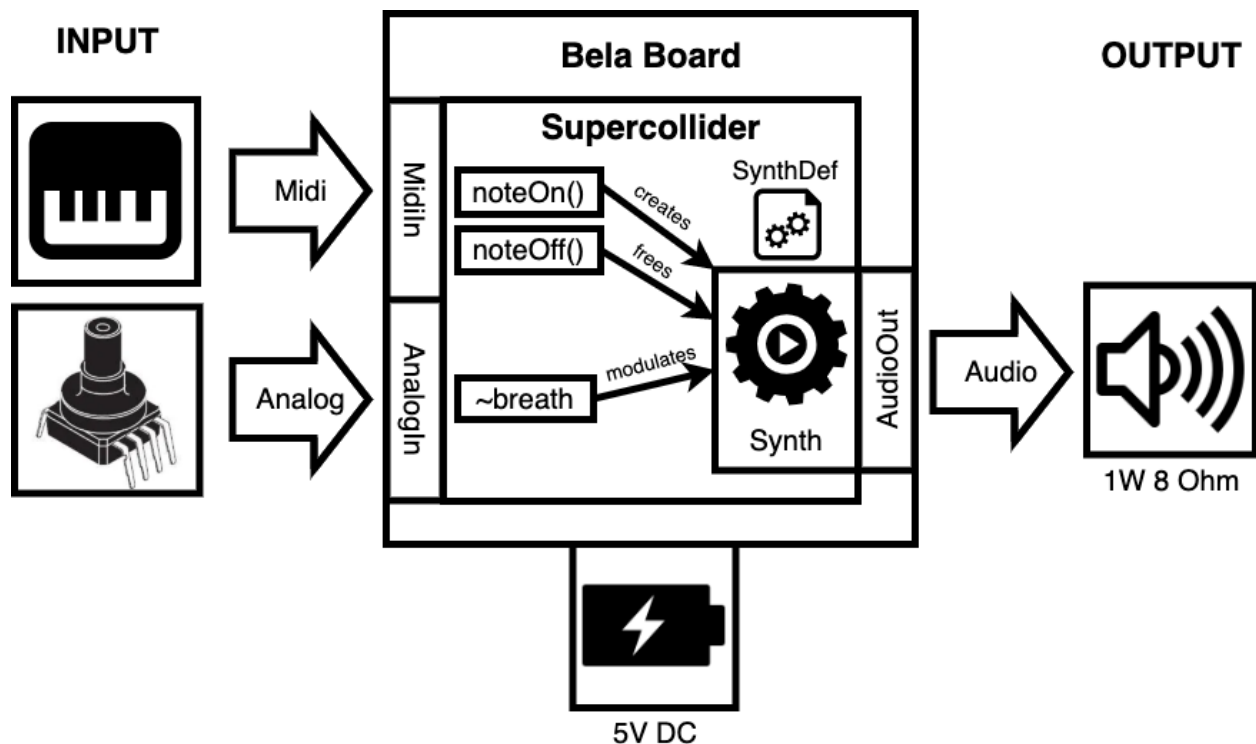 INPUT
Bela Board
OUTPUT
Supercollider
Midi
MidiIn
noteOn()
creates
SynthDef
noteOff()
frees
Analog
AnalogIn
~breath
modulates
Synth
AudioOut
Audio
1W 8 Ohm
5V DC